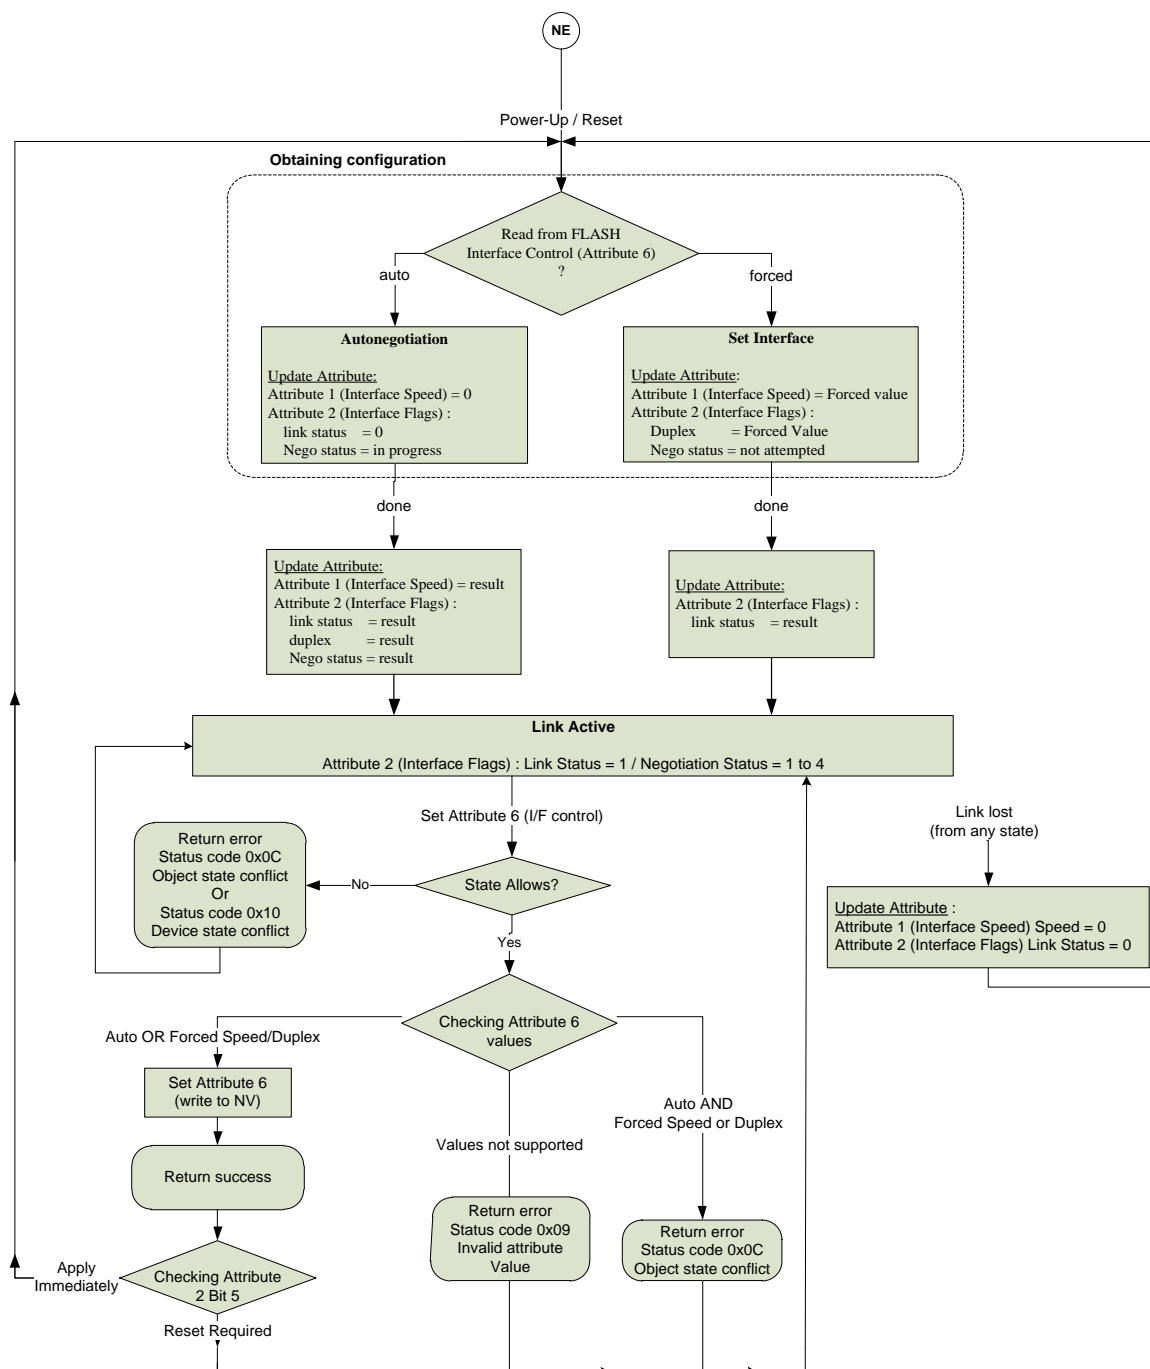 NE
Power-Up / Reset
Obtaining configuration
Read from FLASH
Interface Control (Attribute 6)
?
auto
forced
Autonegotiation
Update Attribute:
Attribute 1 (Interface Speed) = 0
Attribute 2 (Interface Flags) :
link status = 0
Nego status = in progress
Set Interface
Update Attribute:
Attribute 1 (Interface Speed) = Forced value
Attribute 2 (Interface Flags) :
Duplex = Forced Value
Nego status = not attempted
done
done
Update Attribute:
Attribute 1 (Interface Speed) = result
Attribute 2 (Interface Flags) :
link status = result
duplex = result
Nego status = result
Update Attribute:
Attribute 2 (Interface Flags) :
link status = result
Link Active
Attribute 2 (Interface Flags) : Link Status = 1 / Negotiation Status = 1 to 4
Set Attribute 6 (I/F control)
Link lost
(from any state)
Return error
Status code 0x0C
Object state conflict
Or
Status code 0x10
Device state conflict
No
State Allows?
Yes
Update Attribute :
Attribute 1 (Interface Speed) Speed = 0
Attribute 2 (Interface Flags) Link Status = 0
Checking Attribute 6
values
Auto OR Forced Speed/Duplex
Set Attribute 6
(write to NV)
Auto AND
Forced Speed or Duplex
Values not supported
Return success
Return error
Status code 0x09
Invalid attribute
Value
Return error
Status code 0x0C
Object state conflict
Apply
Immediately
Checking Attribute
2 Bit 5
Reset Required